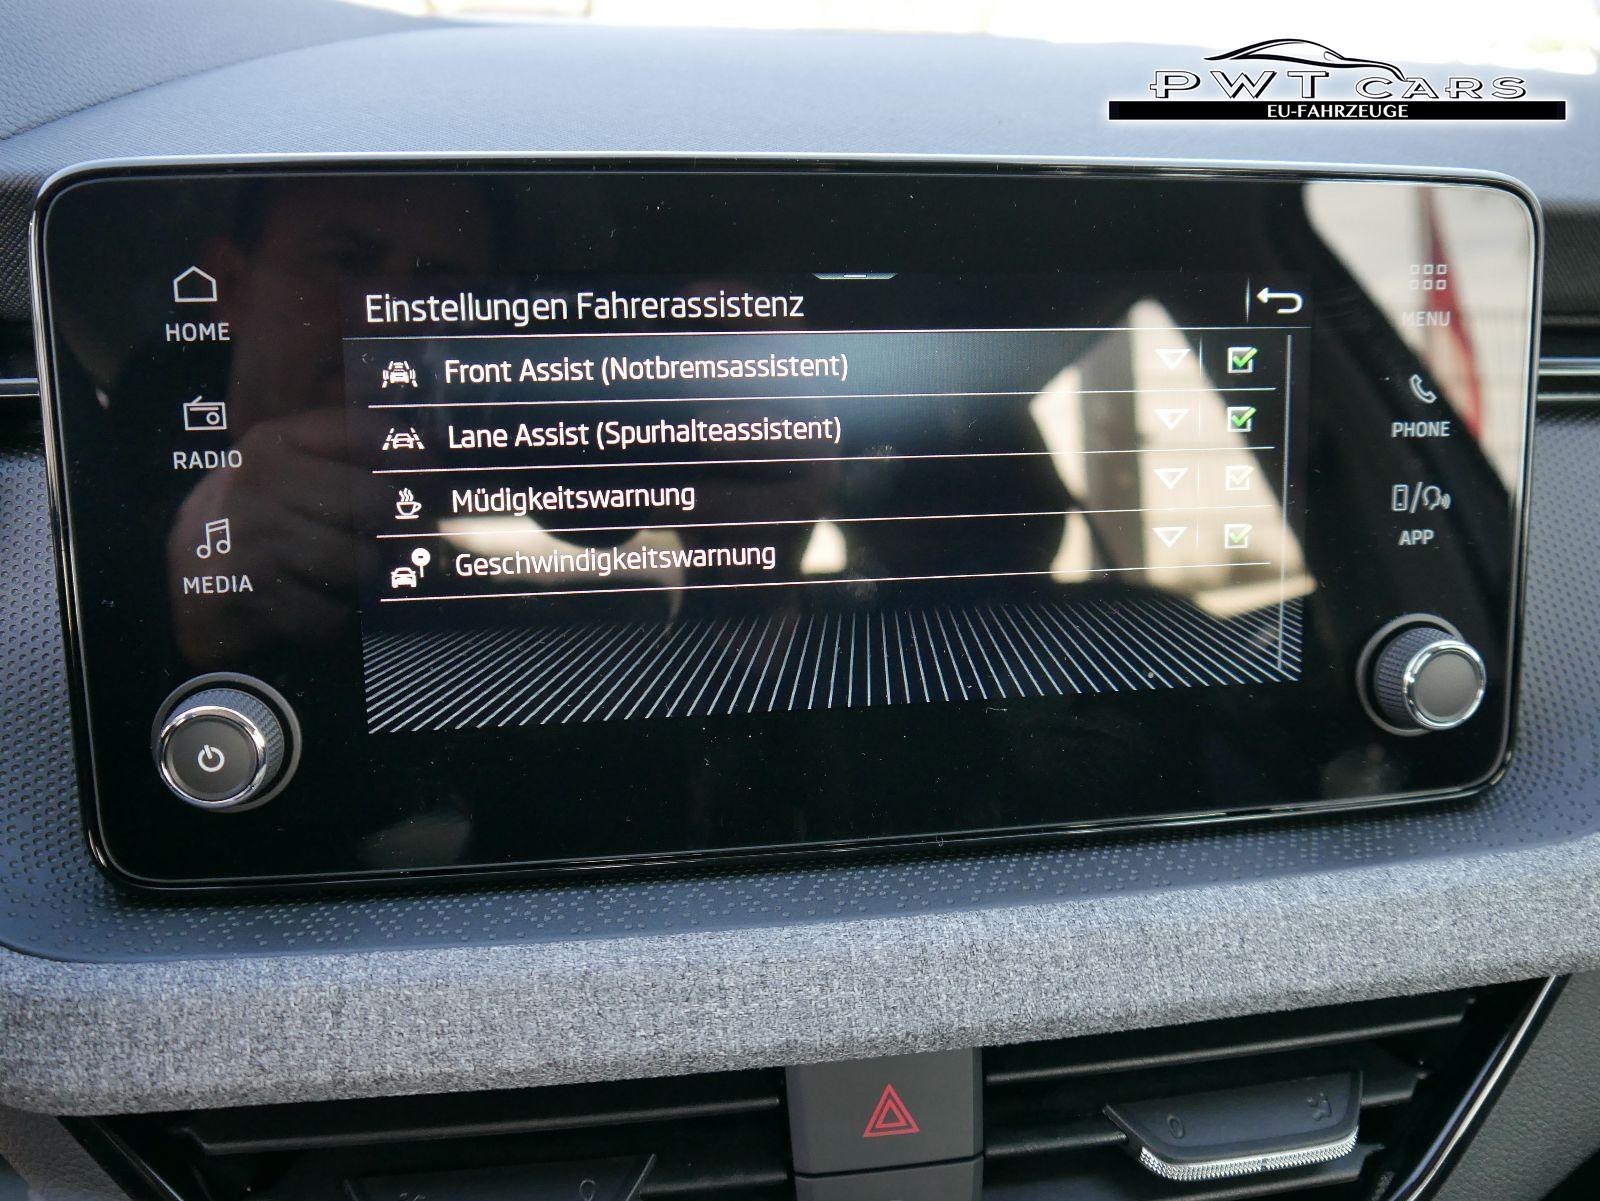 PWT CARS
EU-FAHRZEUGE
HOME
RADIO
MEDIA
Einstellungen Fahrerassistenz
Front Assist (Notbremsassistent)
Lane Assist (Spurhalteassistent)
Müdigkeitswarnung
Geschwindigkeitswarnung
MENU
PHONE
APP